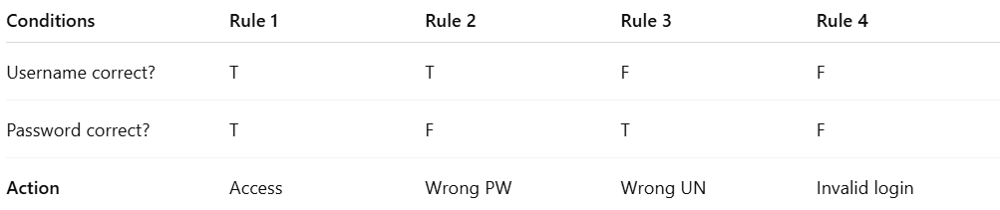 Conditions Rule 1 Rule 2 Rule 3 Rule 4
Username correct? T T F F
Password correct? T F T F
Action Access Wrong PW Wrong UN Invalid login